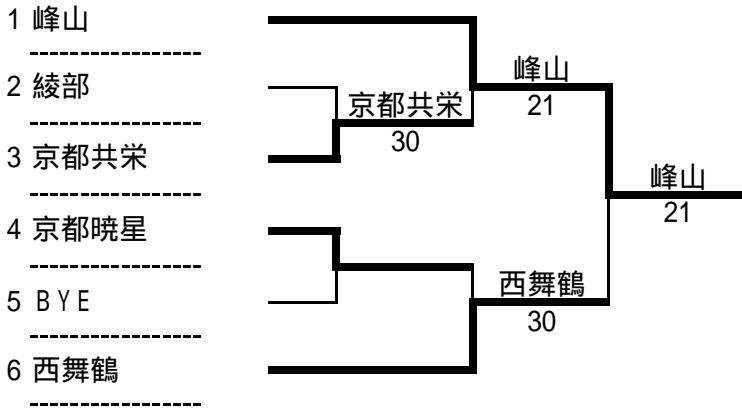 1 峰山
2 綾部
3 京都共栄
4 京都暁星
5 ＢＹＥ
6 西舞鶴
京都共栄
30
峰山
21
西舞鶴
30
峰山
21